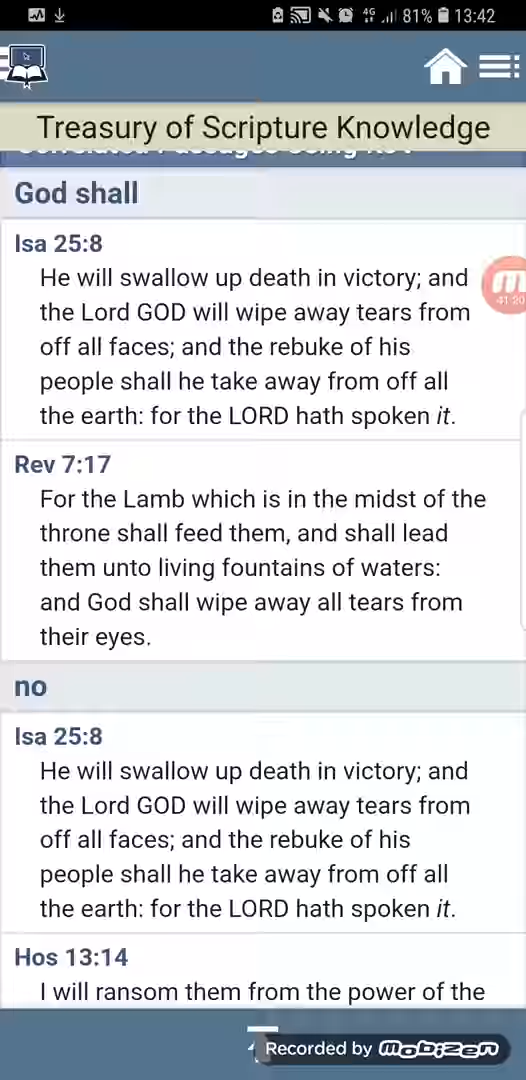 4G 81% 13:42
Treasury of Scripture Knowledge
God shall
Isa 25:8
He will swallow up death in victory; and
the Lord GOD will wipe away tears from
off all faces; and the rebuke of his
people shall he take away from off all
the earth: for the LORD hath spoken it.
Rev 7:17
For the Lamb which is in the midst of the
throne shall feed them, and shall lead
them unto living fountains of waters:
and God shall wipe away all tears from
their eyes.
no
Isa 25:8
He will swallow up death in victory; and
the Lord GOD will wipe away tears from
off all faces; and the rebuke of his
people shall he take away from off all
the earth: for the LORD hath spoken it.
Hos 13:14
I will ransom them from the power of the
41:20
Recorded by mobizen